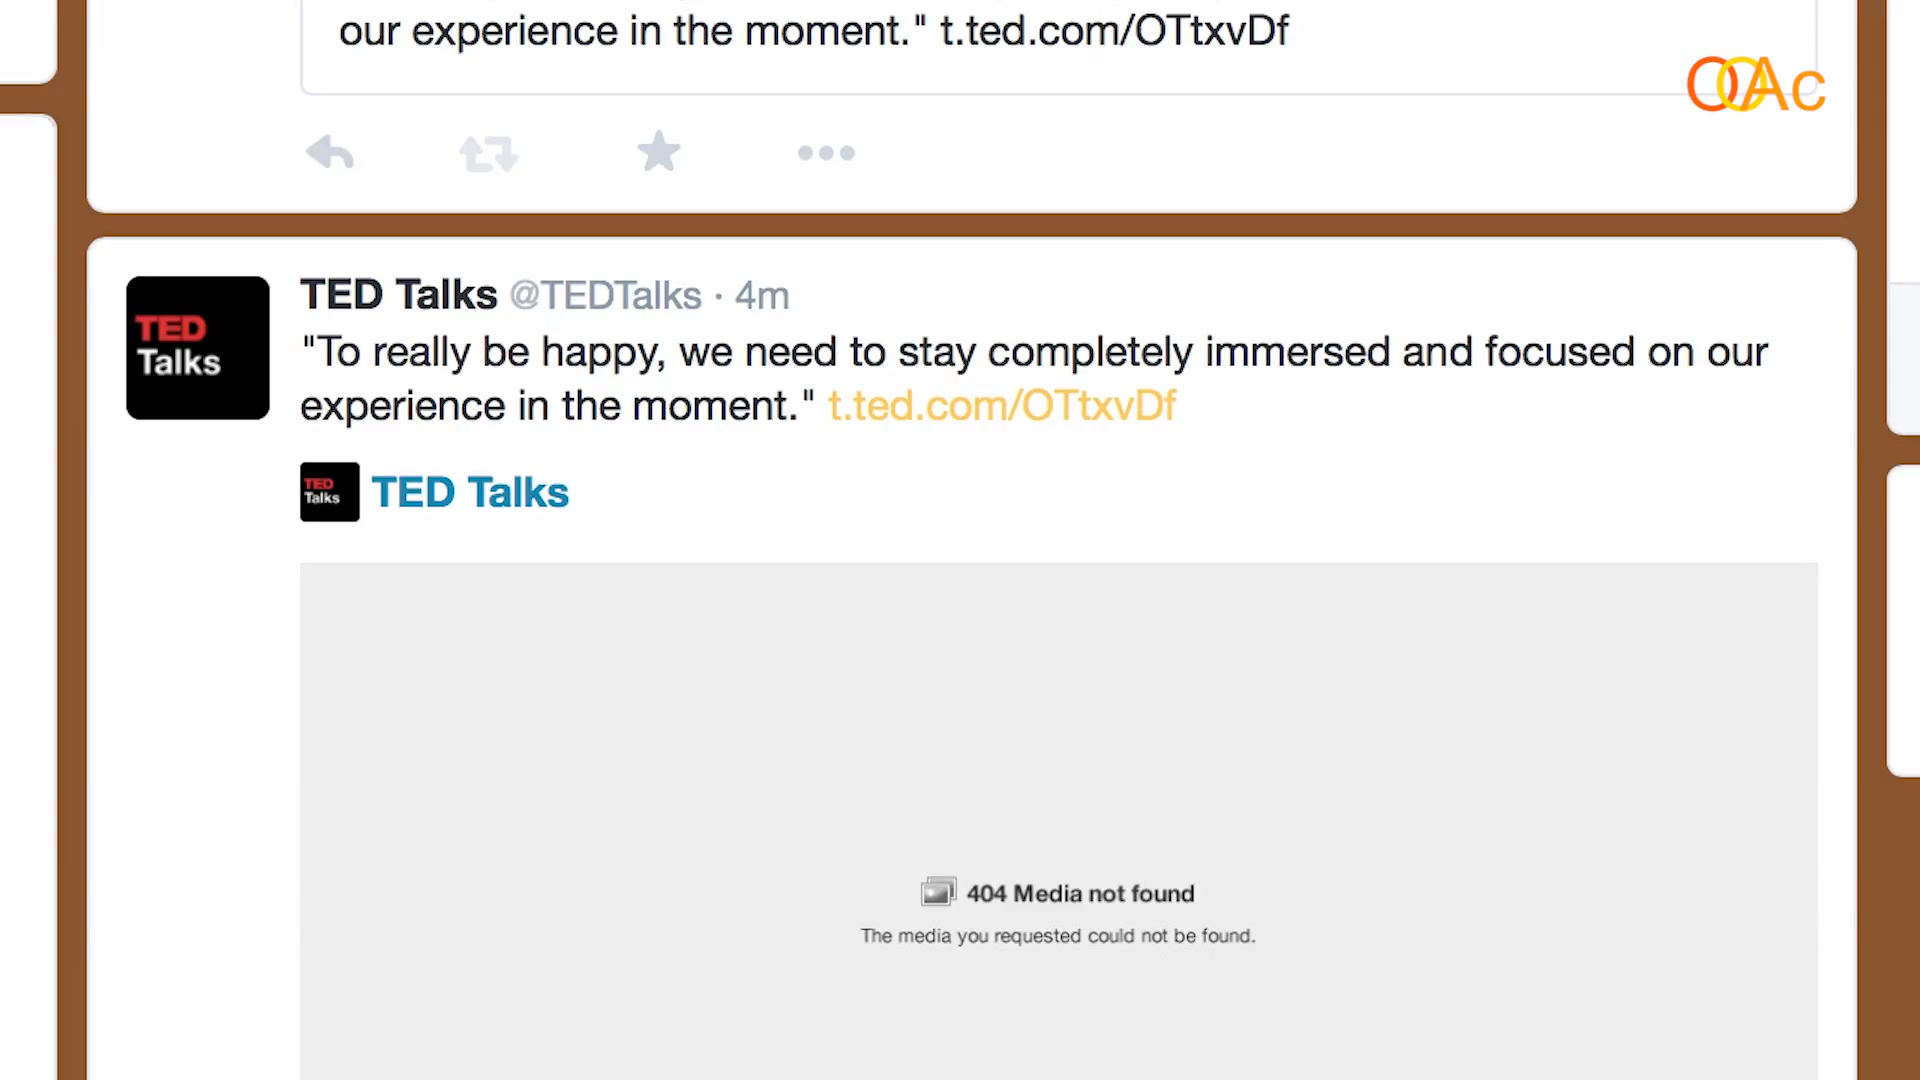 our experience in the moment." t.ted.com/OTtxvDf
OOAc
TED Talks @TEDTalks · 4m
TED
Talks
"To really be happy, we need to stay completely immersed and focused on our
experience in the moment." t.ted.com/OTtxvDf
TED
Talks
TED Talks
404 Media not found
The media you requested could not be found.